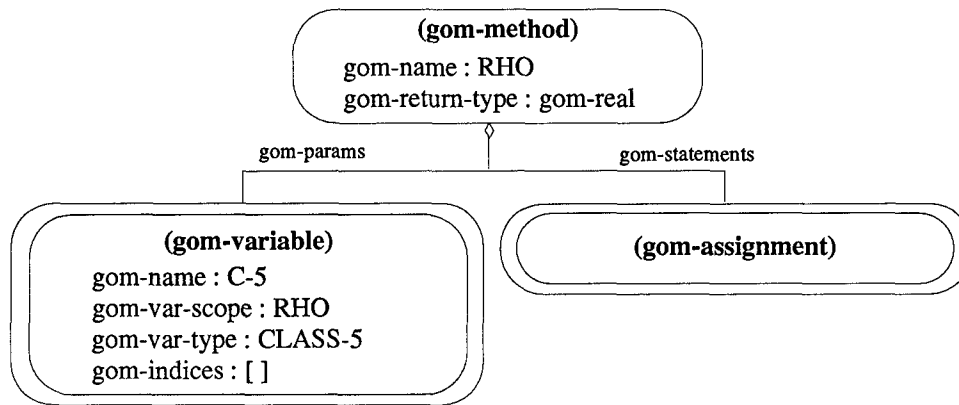 (gom-method)
gom-name : RHO
gom-return-type : gom-real
gom-params
gom-statements
(gom-variable)
gom-name : C-5
gom-var-scope : RHO
gom-var-type : CLASS-5
gom-indices : [ ]
(gom-assignment)